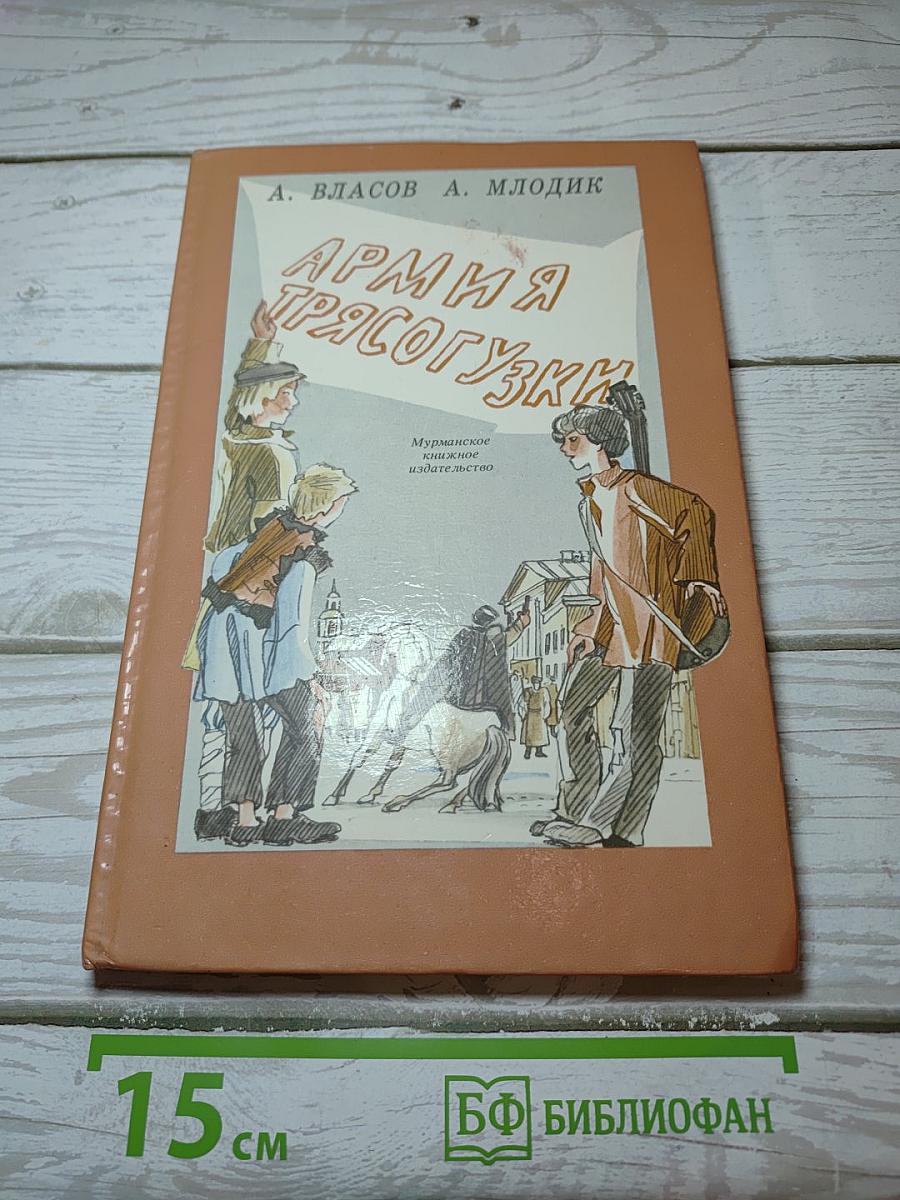 А. ВЛАСОВ А. МЛОДИК
АРМИЯ
ТРЯСОГУЗКИ
Мурманское
книжное
издательство
15 см
БФ БИБЛИОФАН